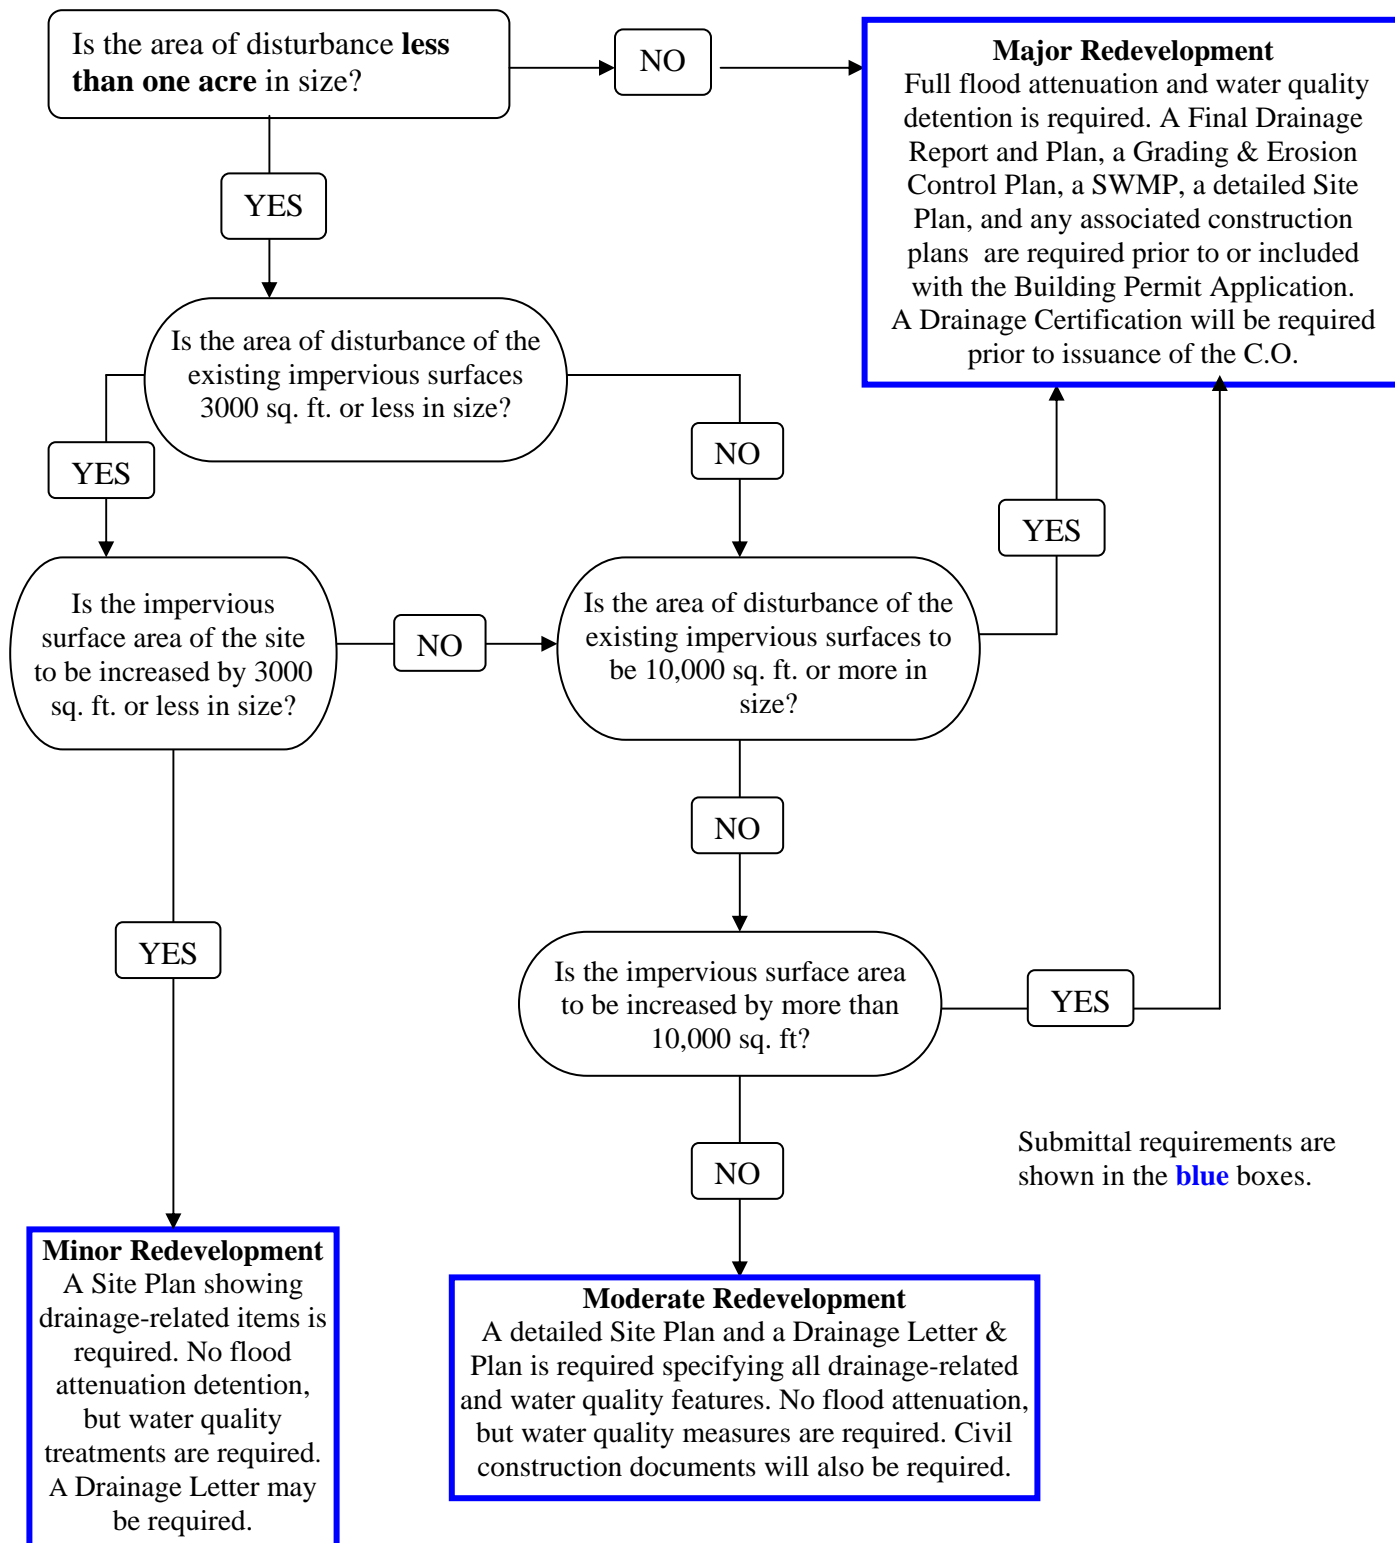 Is the area of disturbance less
than one acre in size?
NO
Major Redevelopment
Full flood attenuation and water quality
detention is required. A Final Drainage
Report and Plan, a Grading & Erosion
Control Plan, a SWMP, a detailed Site
Plan, and any associated construction
plans are required prior to or included
with the Building Permit Application.
A Drainage Certification will be required
prior to issuance of the C.O.
YES
Is the area of disturbance of the
existing impervious surfaces
3000 sq. ft. or less in size?
YES
NO
YES
Is the impervious
surface area of the site
to be increased by 3000
sq. ft. or less in size?
NO
Is the area of disturbance of the
existing impervious surfaces to
be 10,000 sq. ft. or more in
size?
NO
YES
Is the impervious surface area
to be increased by more than
10,000 sq. ft?
YES
NO
Submittal requirements are
shown in the blue boxes.
Minor Redevelopment
A Site Plan showing
drainage-related items is
required. No flood
attenuation detention,
but water quality
treatments are required.
A Drainage Letter may
be required.
Moderate Redevelopment
A detailed Site Plan and a Drainage Letter &
Plan is required specifying all drainage-related
and water quality features. No flood attenuation,
but water quality measures are required. Civil
construction documents will also be required.